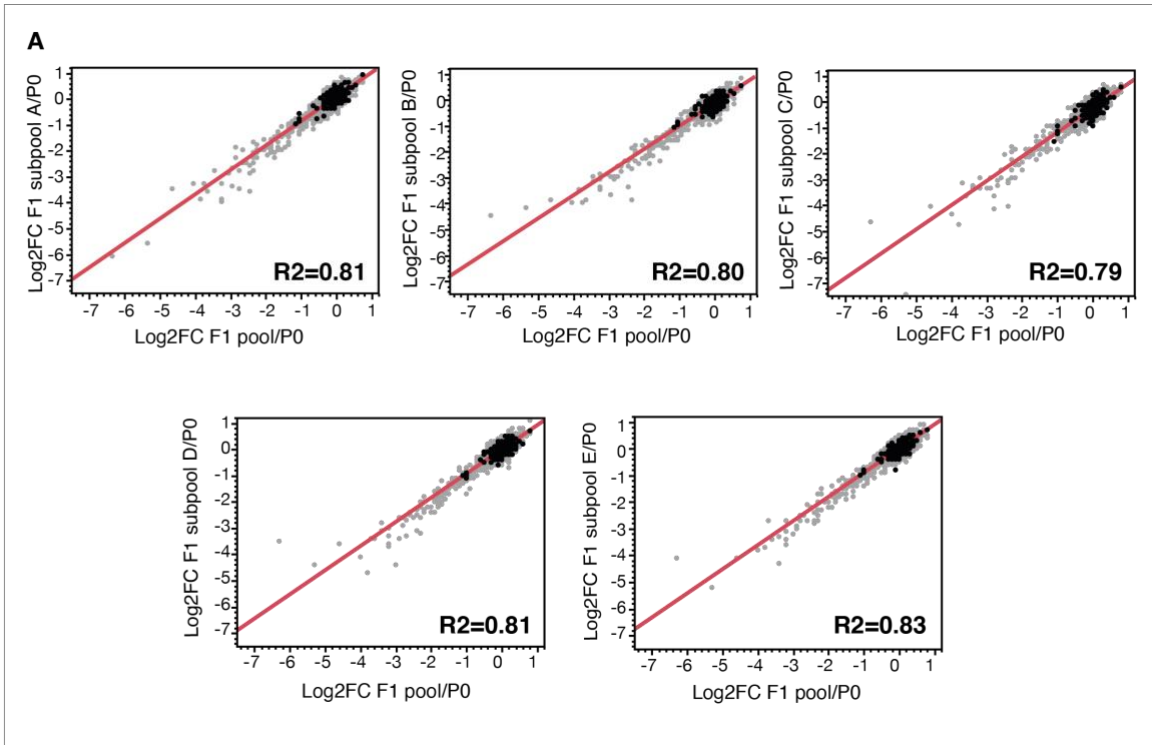 A
Log2FC F1 subpool A/P0
1
0
-1
-2
-3
-4
-5
-6
-7
R2=0.81
-7 -6 -5 -4 -3 -2 -1 0 1
Log2FC F1 pool/P0
Log2FC F1 subpool B/P0
1
0
-1
-2
-3
-4
-5
-6
-7
R2=0.80
-7 -6 -5 -4 -3 -2 -1 0 1
Log2FC F1 pool/P0
Log2FC F1 subpool C/P0
1
0
-1
-2
-3
-4
-5
-6
-7
R2=0.79
-7 -6 -5 -4 -3 -2 -1 0 1
Log2FC F1 pool/P0
Log2FC F1 subpool D/P0
1
0
-1
-2
-3
-4
-5
-6
-7
R2=0.81
-7 -6 -5 -4 -3 -2 -1 0 1
Log2FC F1 pool/P0
Log2FC F1 subpool E/P0
1
0
-1
-2
-3
-4
-5
-6
-7
R2=0.83
-7 -6 -5 -4 -3 -2 -1 0 1
Log2FC F1 pool/P0